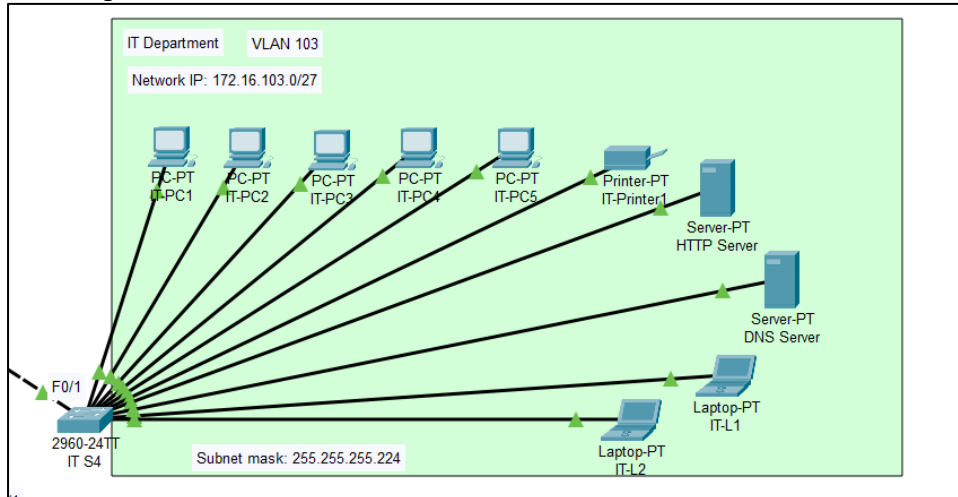 IT Department VLAN 103
Network IP: 172.16.103.0/27
PC-PT
IT-PC1
PC-PT
IT-PC2
PC-PT
IT-PC3
PC-PT
IT-PC4
PC-PT
IT-PC5
Printer-PT
IT-Printer1
Server-PT
HTTP Server
Server-PT
DNS Server
Laptop-PT
IT-L1
Laptop-PT
IT-L2
F0/1
2960-24TT
IT S4
Subnet mask: 255.255.255.224